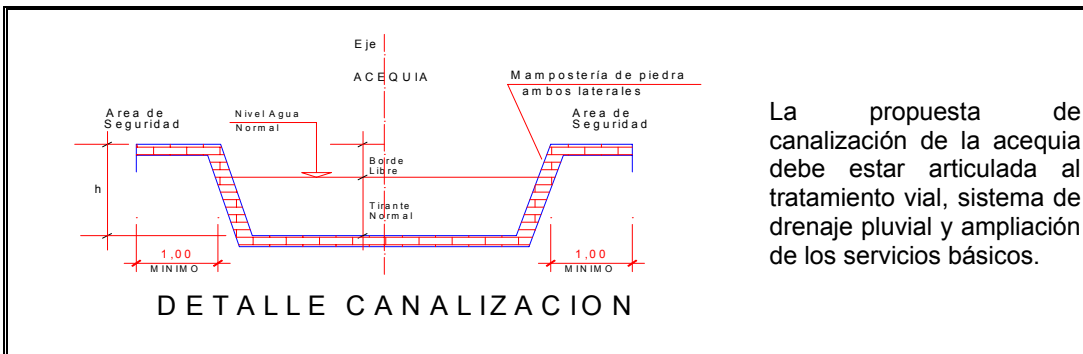 Eje
ACEQUIA
Mampostería de piedra
ambos laterales
Area de
Seguridad
Nivel Agua
Normal
Area de
Seguridad
Borde
Libre
h
Tirante
Normal
1,00
MINIMO
1,00
MINIMO
DETALLE CANALIZACION
La propuesta de
canalización de la acequia
debe estar articulada al
tratamiento vial, sistema de
drenaje pluvial y ampliación
de los servicios básicos.